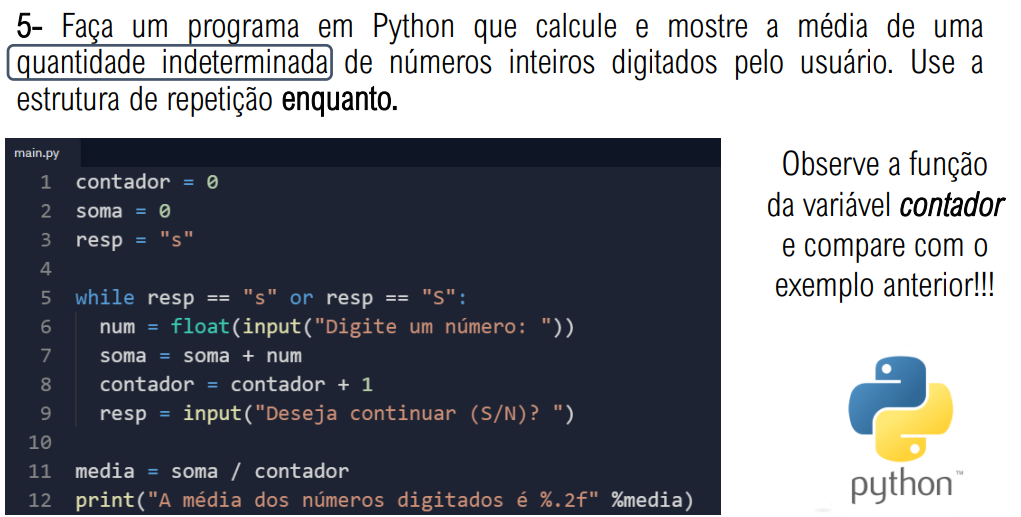 5- Faça um programa em Python que calcule e mostre a média de uma
quantidade indeterminada de números inteiros digitados pelo usuário. Use a
estrutura de repetição enquanto.
main.py
1 contador = 0
2 soma = 0
3 resp = "s"
4
5 while resp == "s" or resp == "S":
6 num = float(input("Digite um número: "))
7 soma = soma + num
8 contador = contador + 1
9 resp = input("Deseja continuar (S/N)? ")
10
11 media = soma / contador
12 print("A média dos números digitados é %.2f" %media)
Observe a função
da variável contador
e compare com o
exemplo anterior!!!
python™